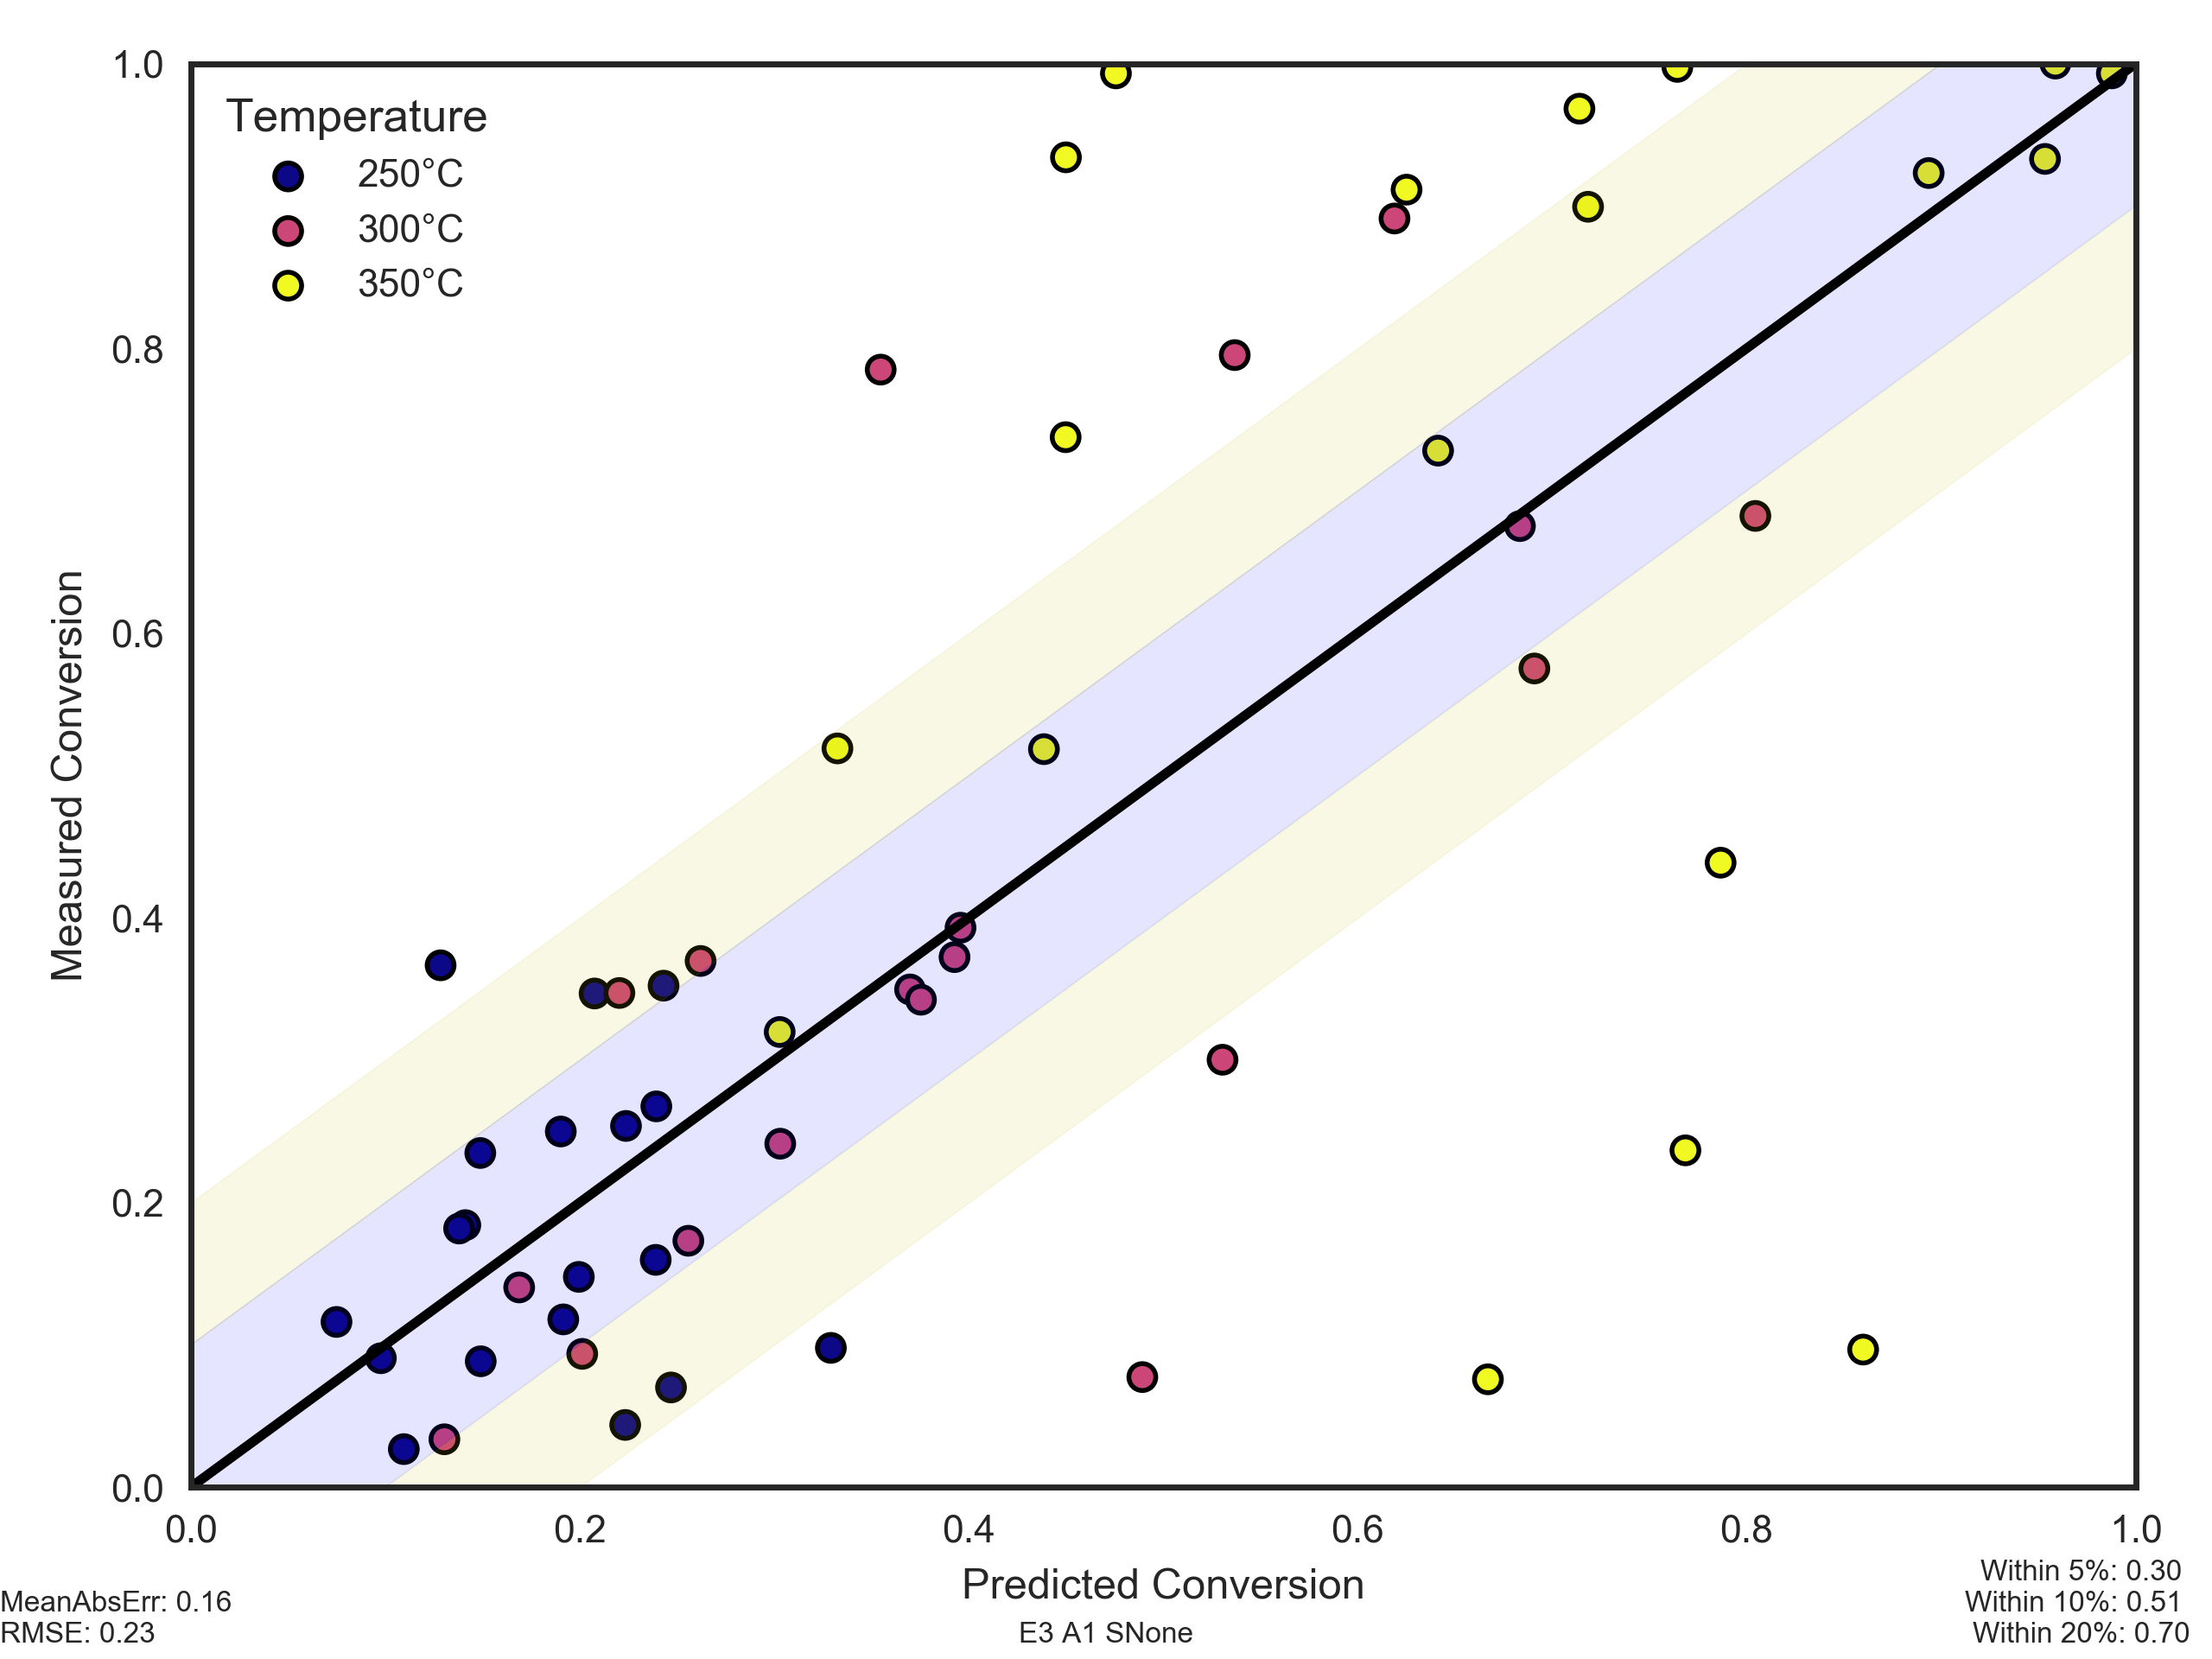 1.0
0.8
0.6
0.4
0.2
0.0
Measured Conversion
Temperature
250°C
300°C
350°C
0.0 0.2 0.4 0.6 0.8 1.0
Predicted Conversion
E3 A1 SNone
MeanAbsErr: 0.16
RMSE: 0.23
Within 5%: 0.30
Within 10%: 0.51
Within 20%: 0.70